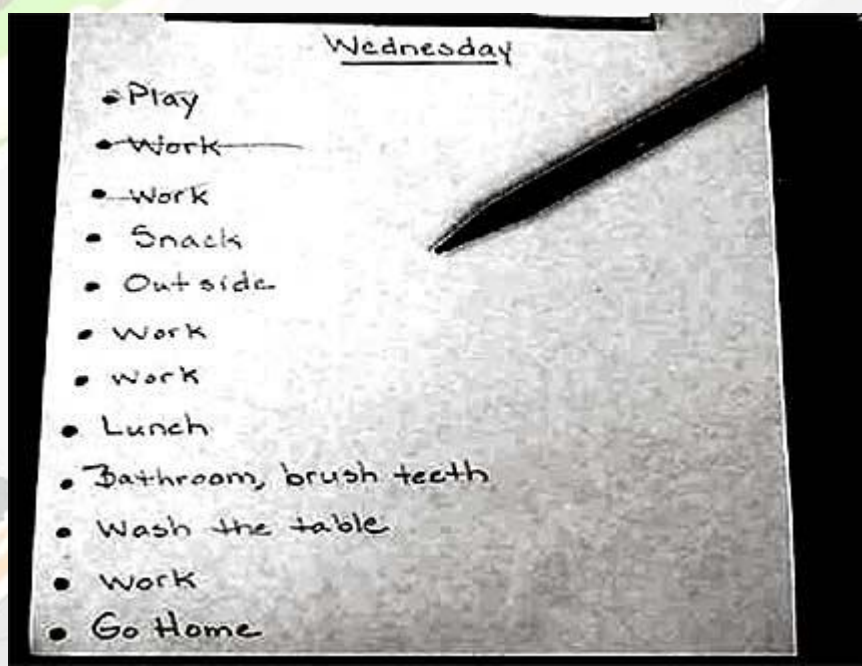 Wednesday
• Play
• Work
• Work
• Snack
• Outside
• Work
• Work
• Lunch
• Bathroom, brush teeth
• Wash the table
• Work
• Go Home